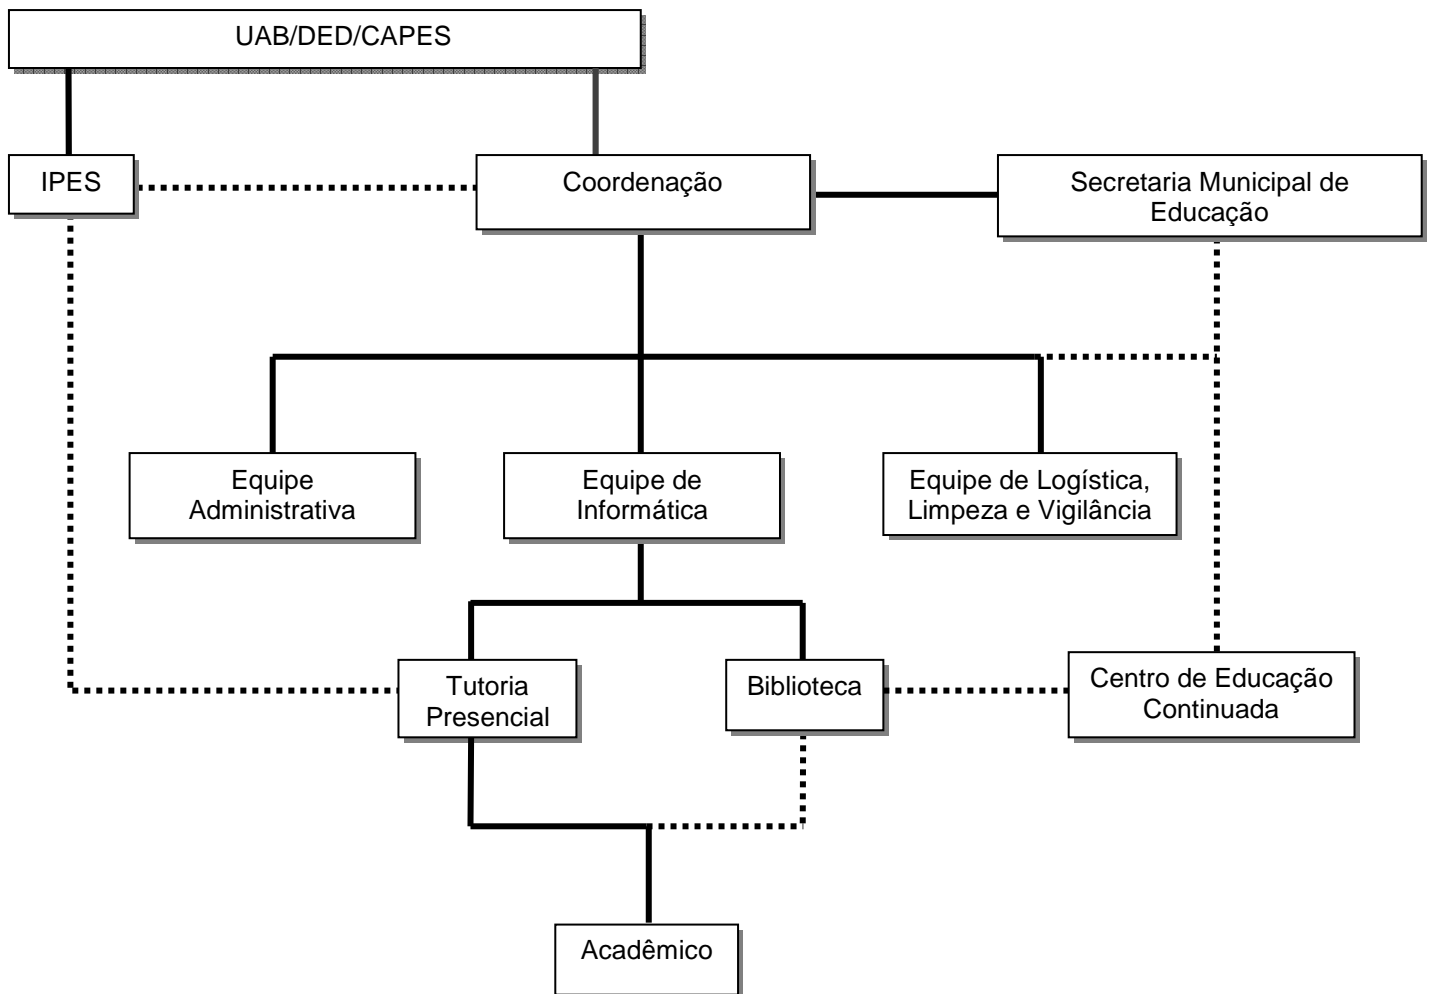 UAB/DED/CAPES
IPES
Coordenação
Secretaria Municipal de
Educação
Equipe
Administrativa
Equipe de
Informática
Equipe de Logística,
Limpeza e Vigilância
Tutoria
Presencial
Biblioteca
Centro de Educação
Continuada
Acadêmico